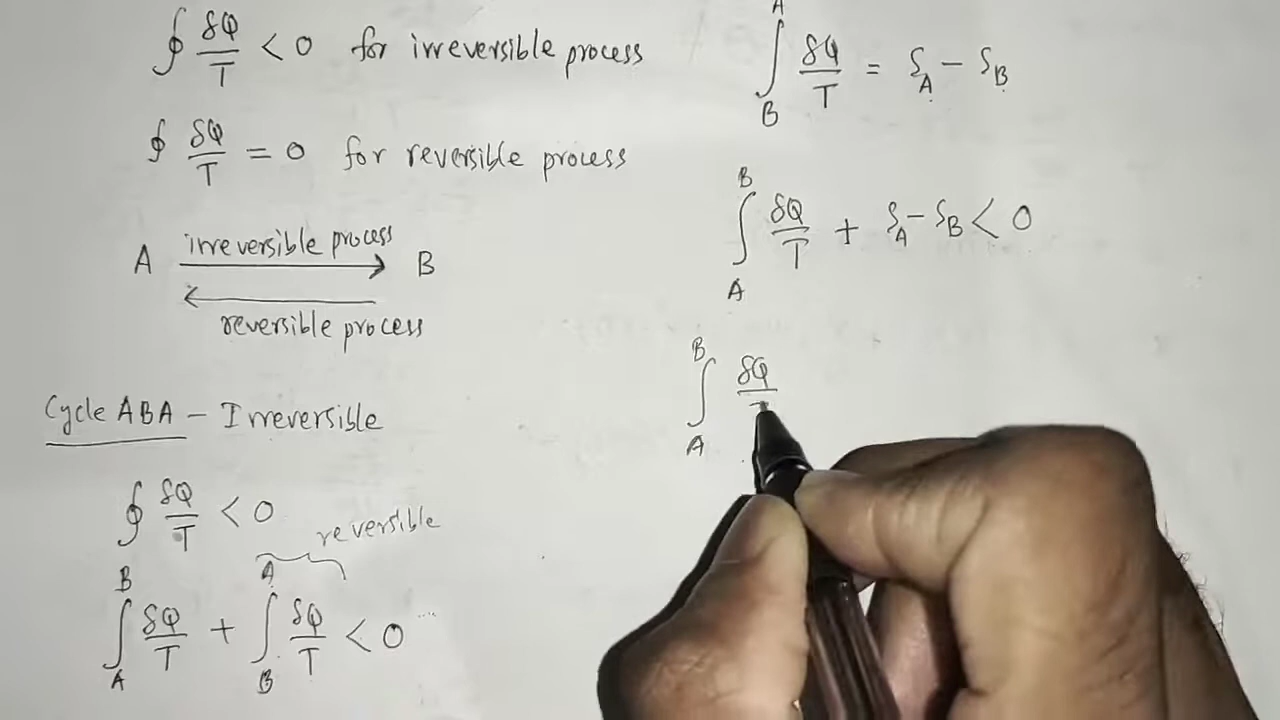 ∮ δQ/T < 0 for irreversible process
∮ δQ/T = 0 for reversible process
A irreversible process B
reversible process
Cycle ABA - Irreversible
∮ δQ/T < 0
reversible
∫_A^B δQ/T + ∫_B^A δQ/T < 0 ....
∫_B^A δQ/T = S_A - S_B
∫_A^B δQ/T + S_A - S_B < 0
∫_A^B δQ/T